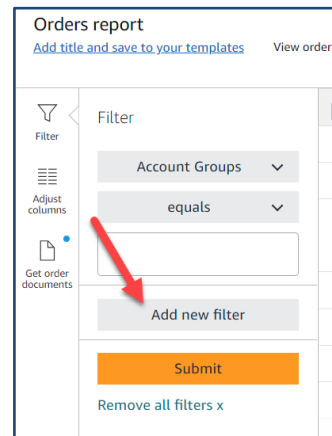 Orders report
Add title and save to your templates View order
Filter
Filter
Account Groups
equals
Adjust
columns
Get order
documents
Add new filter
Submit
Remove all filters x